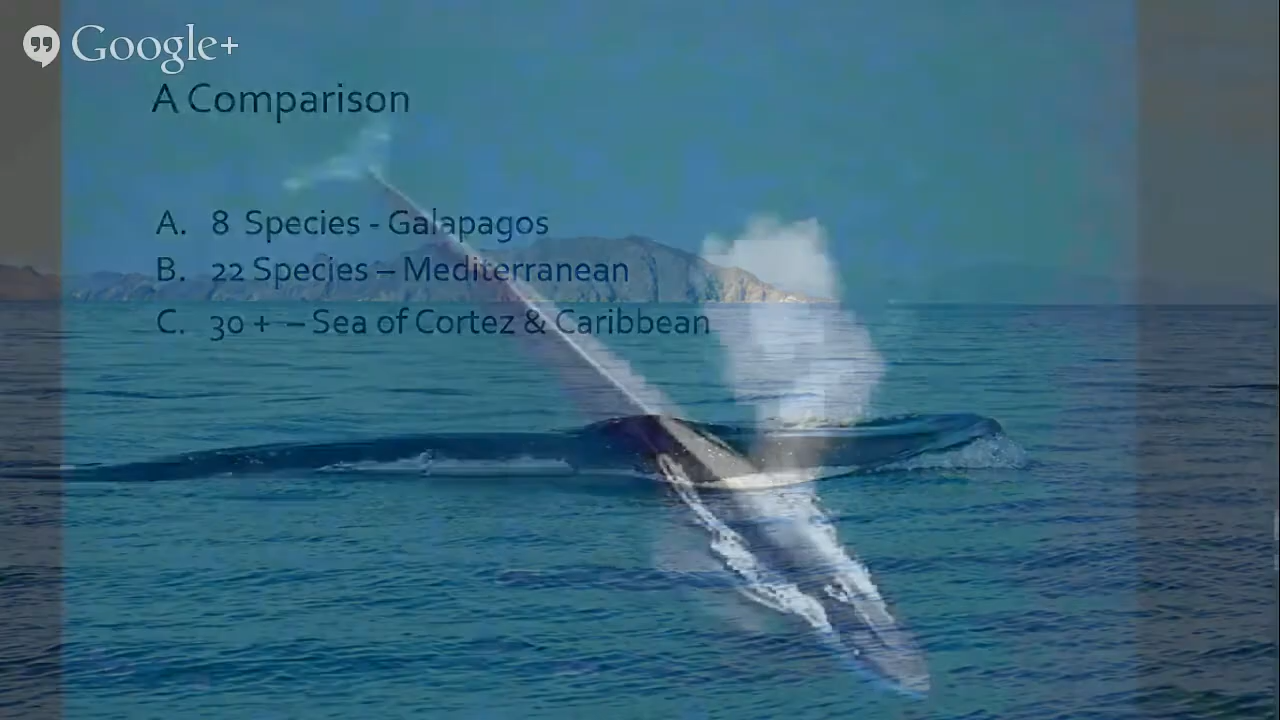 Google+
A Comparison
A. 8 Species - Galapagos
B. 22 Species – Mediterranean
C. 30 + – Sea of Cortez & Caribbean